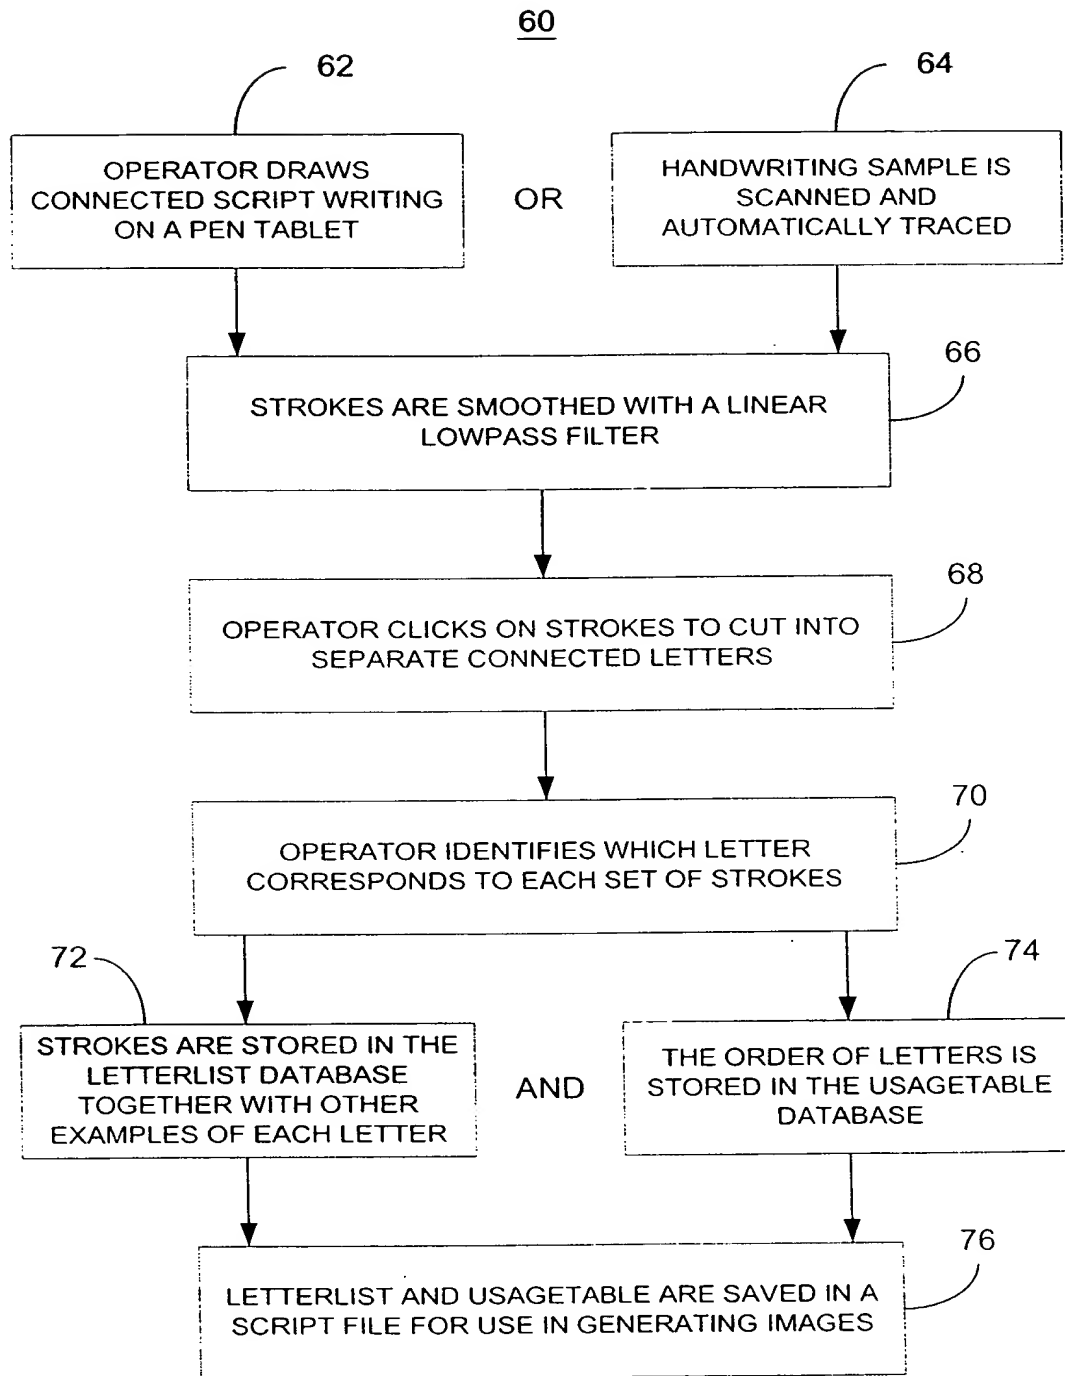 60
62
64
OPERATOR DRAWS
CONNECTED SCRIPT WRITING
ON A PEN TABLET
OR
HANDWRITING SAMPLE IS
SCANNED AND
AUTOMATICALLY TRACED
66
STROKES ARE SMOOTHED WITH A LINEAR
LOWPASS FILTER
68
OPERATOR CLICKS ON STROKES TO CUT INTO
SEPARATE CONNECTED LETTERS
70
OPERATOR IDENTIFIES WHICH LETTER
CORRESPONDS TO EACH SET OF STROKES
72
74
STROKES ARE STORED IN THE
LETTERLIST DATABASE
TOGETHER WITH OTHER
EXAMPLES OF EACH LETTER
AND
THE ORDER OF LETTERS IS
STORED IN THE USAGETABLE
DATABASE
76
LETTERLIST AND USAGETABLE ARE SAVED IN A
SCRIPT FILE FOR USE IN GENERATING IMAGES